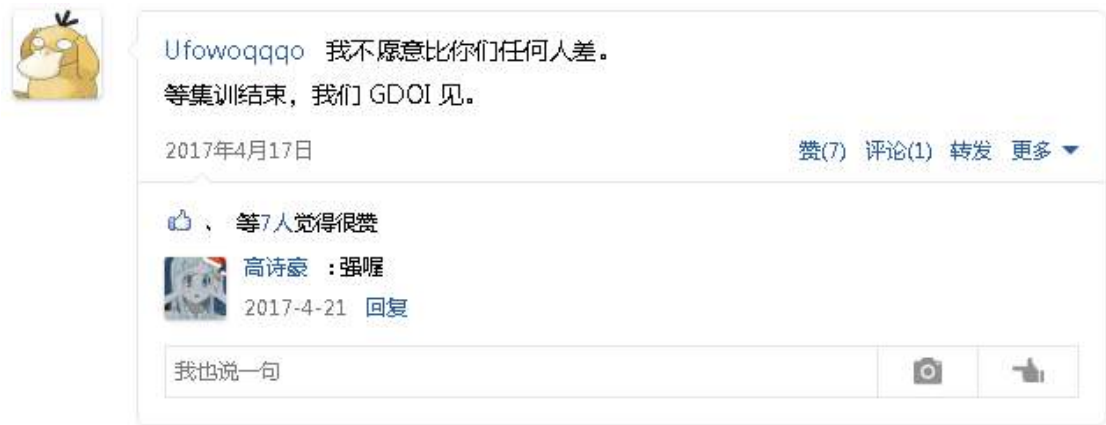 Ufowoqqqo 我不愿意比你们任何人差。
等集训结束，我们 GDOI 见。
2017年4月17日 赞(7) 评论(1) 转发 更多
、 等7人觉得很赞
高诗豪 :强喔
2017-4-21 回复
我也说一句